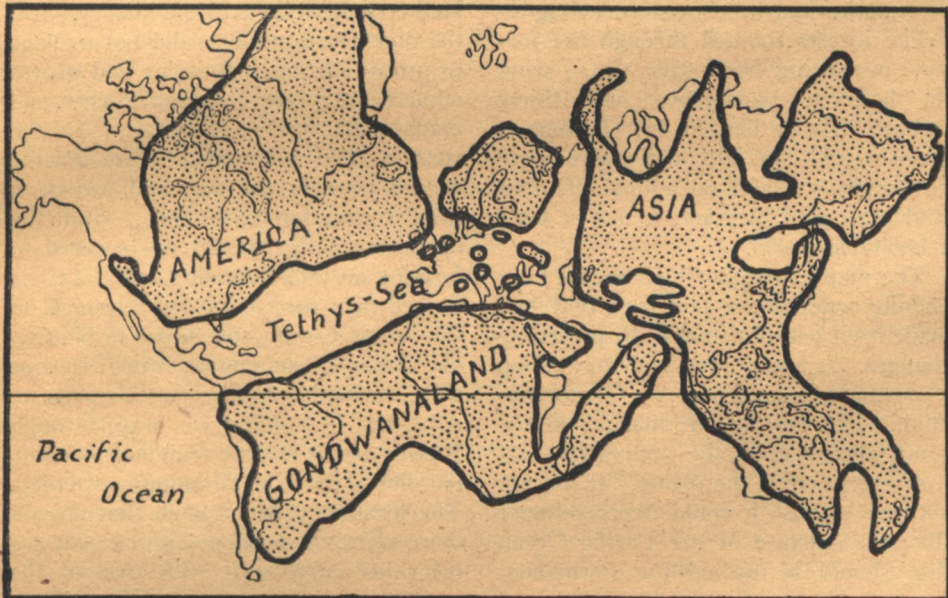 AMERICA
ASIA
Tethys-Sea
GONDWANALAND
Pacific
Ocean